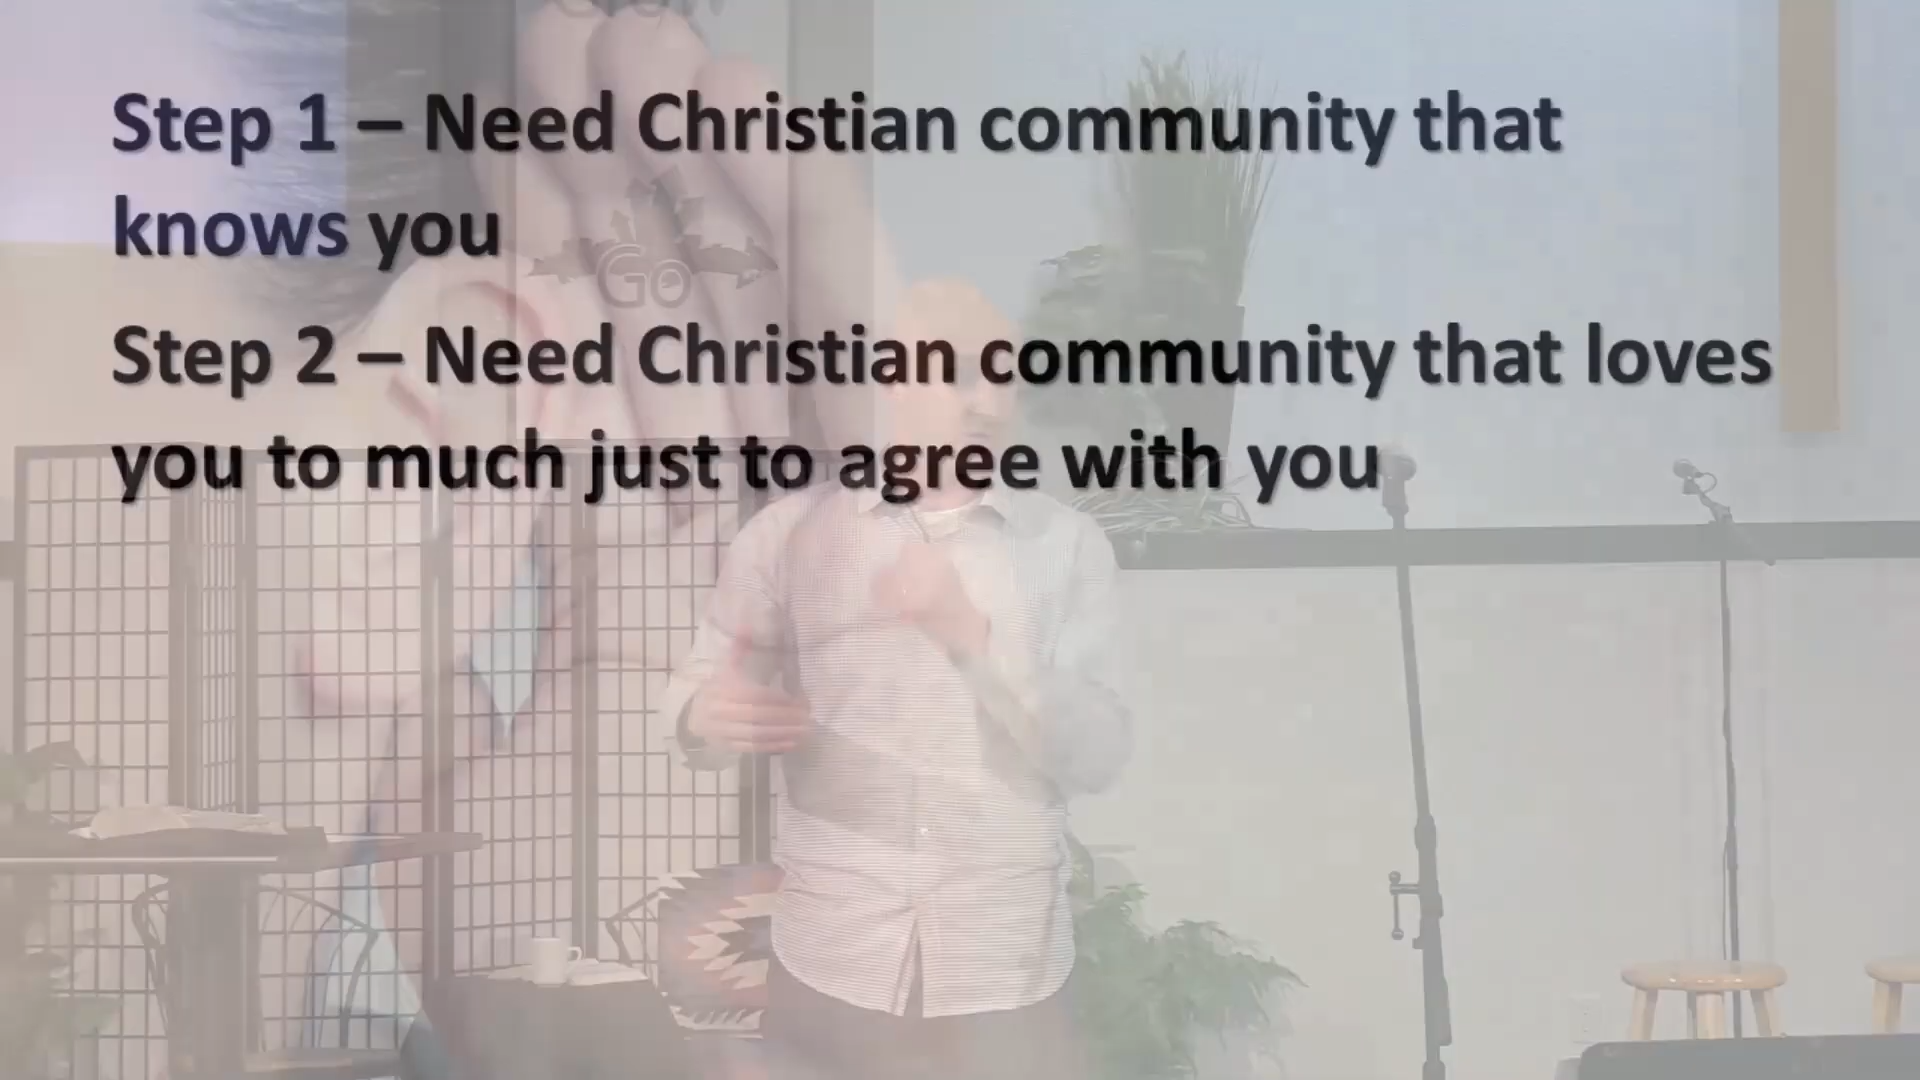 Step 1 – Need Christian community that
knows you
Go
Step 2 – Need Christian community that loves
you to much just to agree with you